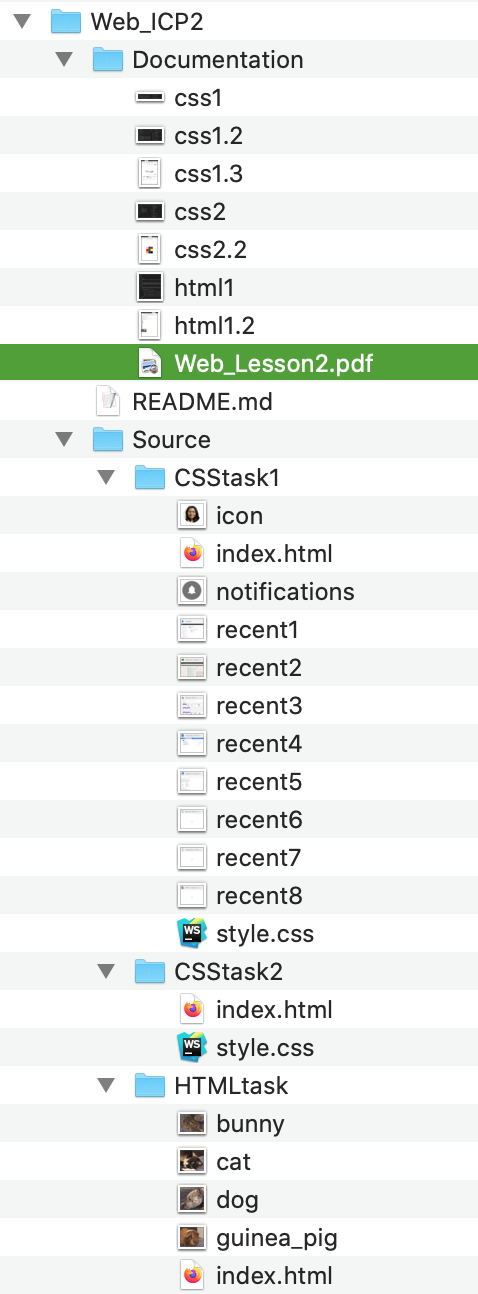 Web_ICP2
Documentation
css1
css1.2
css1.3
css2
css2.2
html1
html1.2
Web_Lesson2.pdf
README.md
Source
CSStask1
icon
index.html
notifications
recent1
recent2
recent3
recent4
recent5
recent6
recent7
recent8
WS style.css
CSStask2
index.html
WS style.css
HTMLtask
bunny
cat
dog
guinea_pig
index.html